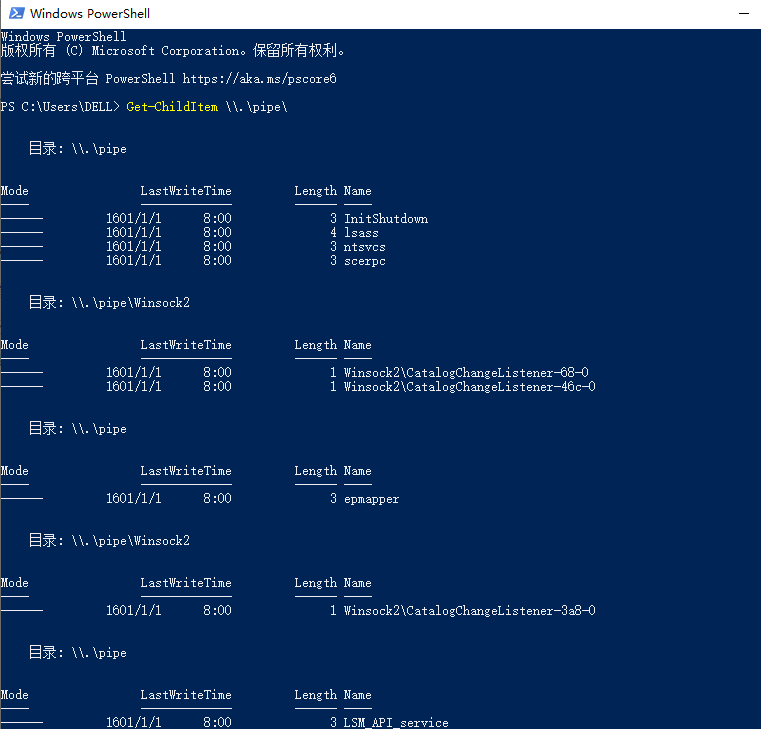 Windows PowerShell
Windows PowerShell
版权所有 (C) Microsoft Corporation。保留所有权利。
尝试新的跨平台 PowerShell https://aka.ms/pscore6
PS C:\Users\DELL> Get-ChildItem \\.\pipe\
目录: \\.\pipe
Mode LastWriteTime Length Name
---- ------------- ------ ----
------ 1601/1/1 8:00 3 InitShutdown
------ 1601/1/1 8:00 4 lsass
------ 1601/1/1 8:00 3 ntsvcs
------ 1601/1/1 8:00 3 scerpc
目录: \\.\pipe\Winsock2
Mode LastWriteTime Length Name
---- ------------- ------ ----
------ 1601/1/1 8:00 1 Winsock2\CatalogChangeListener-68-0
------ 1601/1/1 8:00 1 Winsock2\CatalogChangeListener-46c-0
目录: \\.\pipe
Mode LastWriteTime Length Name
---- ------------- ------ ----
------ 1601/1/1 8:00 3 epmapper
目录: \\.\pipe\Winsock2
Mode LastWriteTime Length Name
---- ------------- ------ ----
------ 1601/1/1 8:00 1 Winsock2\CatalogChangeListener-3a8-0
目录: \\.\pipe
Mode LastWriteTime Length Name
---- ------------- ------ ----
------ 1601/1/1 8:00 3 LSM_API_service